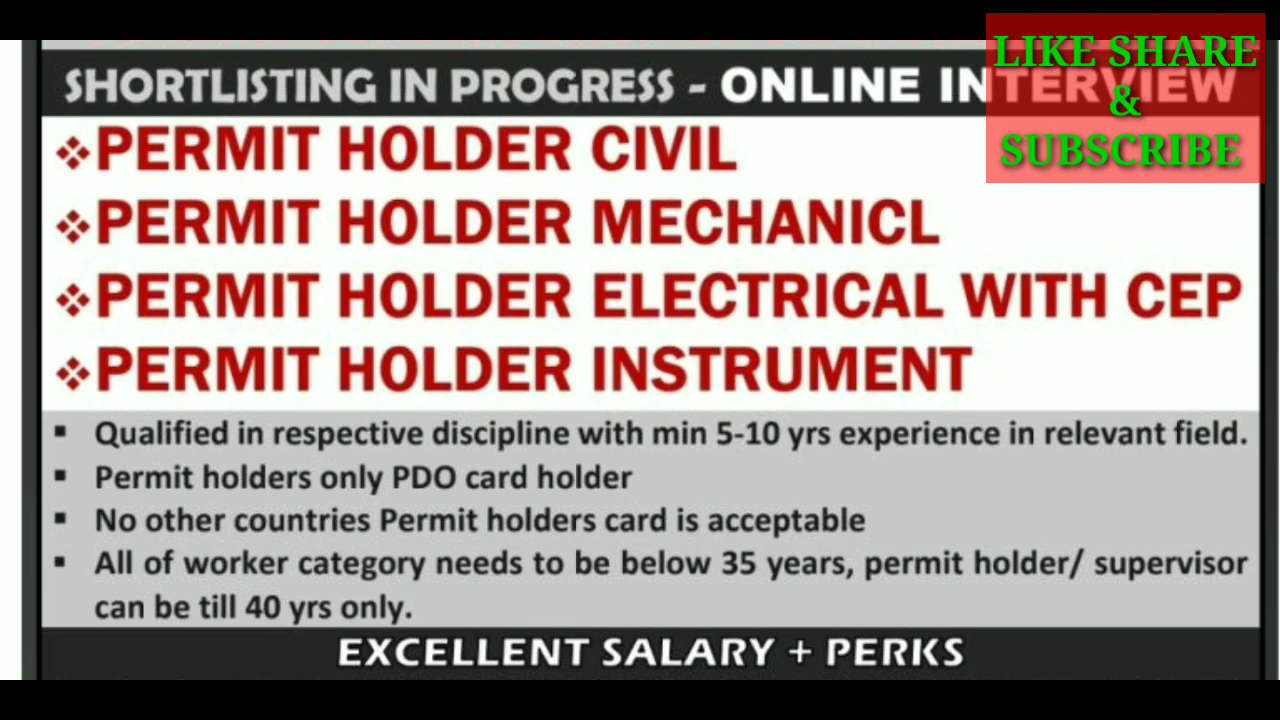 SHORTLISTING IN PROGRESS - ONLINE INTERVIEW
LIKE SHARE
&
SUBSCRIBE
❖PERMIT HOLDER CIVIL
❖PERMIT HOLDER MECHANICL
❖PERMIT HOLDER ELECTRICAL WITH CEP
❖PERMIT HOLDER INSTRUMENT
▪ Qualified in respective discipline with min 5-10 yrs experience in relevant field.
▪ Permit holders only PDO card holder
▪ No other countries Permit holders card is acceptable
▪ All of worker category needs to be below 35 years, permit holder/ supervisor
can be till 40 yrs only.
EXCELLENT SALARY + PERKS